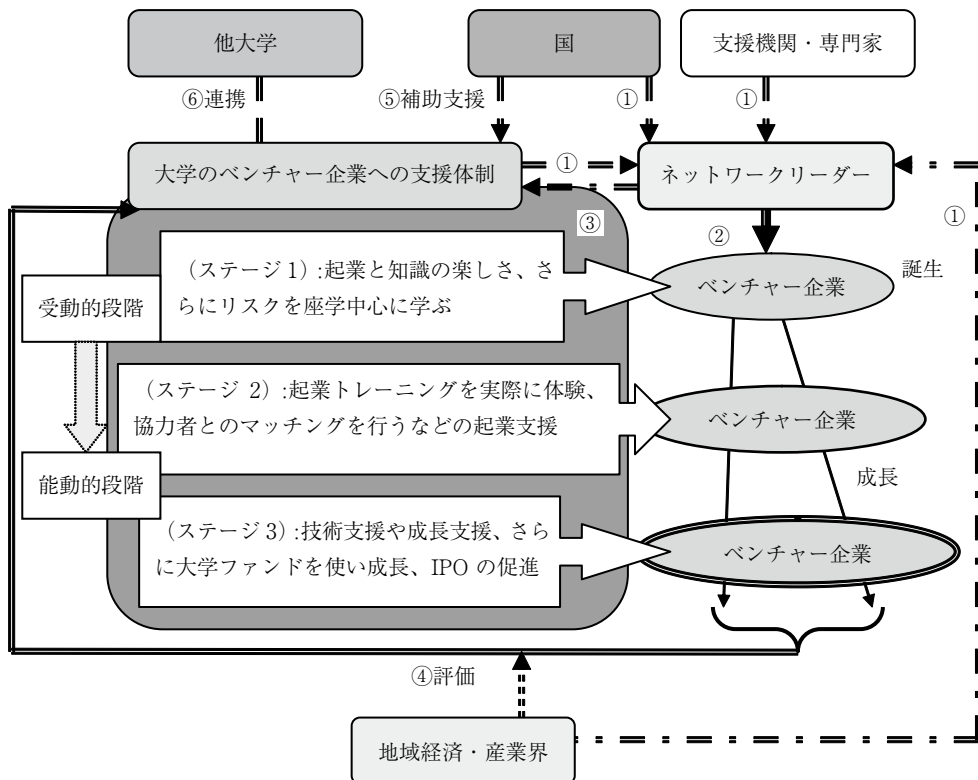 他大学
国
支援機関・専門家
⑥連携
⑤補助支援
①
①
大学のベンチャー企業への支援体制
①
ネットワークリーダー
③
②
①
（ステージ 1）:起業と知識の楽しさ、さ
らにリスクを座学中心に学ぶ
ベンチャー企業
誕生
受動的段階
（ステージ 2）:起業トレーニングを実際に体験、
協力者とのマッチングを行うなどの起業支援
ベンチャー企業
能動的段階
成長
（ステージ 3）:技術支援や成長支援、さら
に大学ファンドを使い成長、IPO の促進
ベンチャー企業
④評価
地域経済・産業界